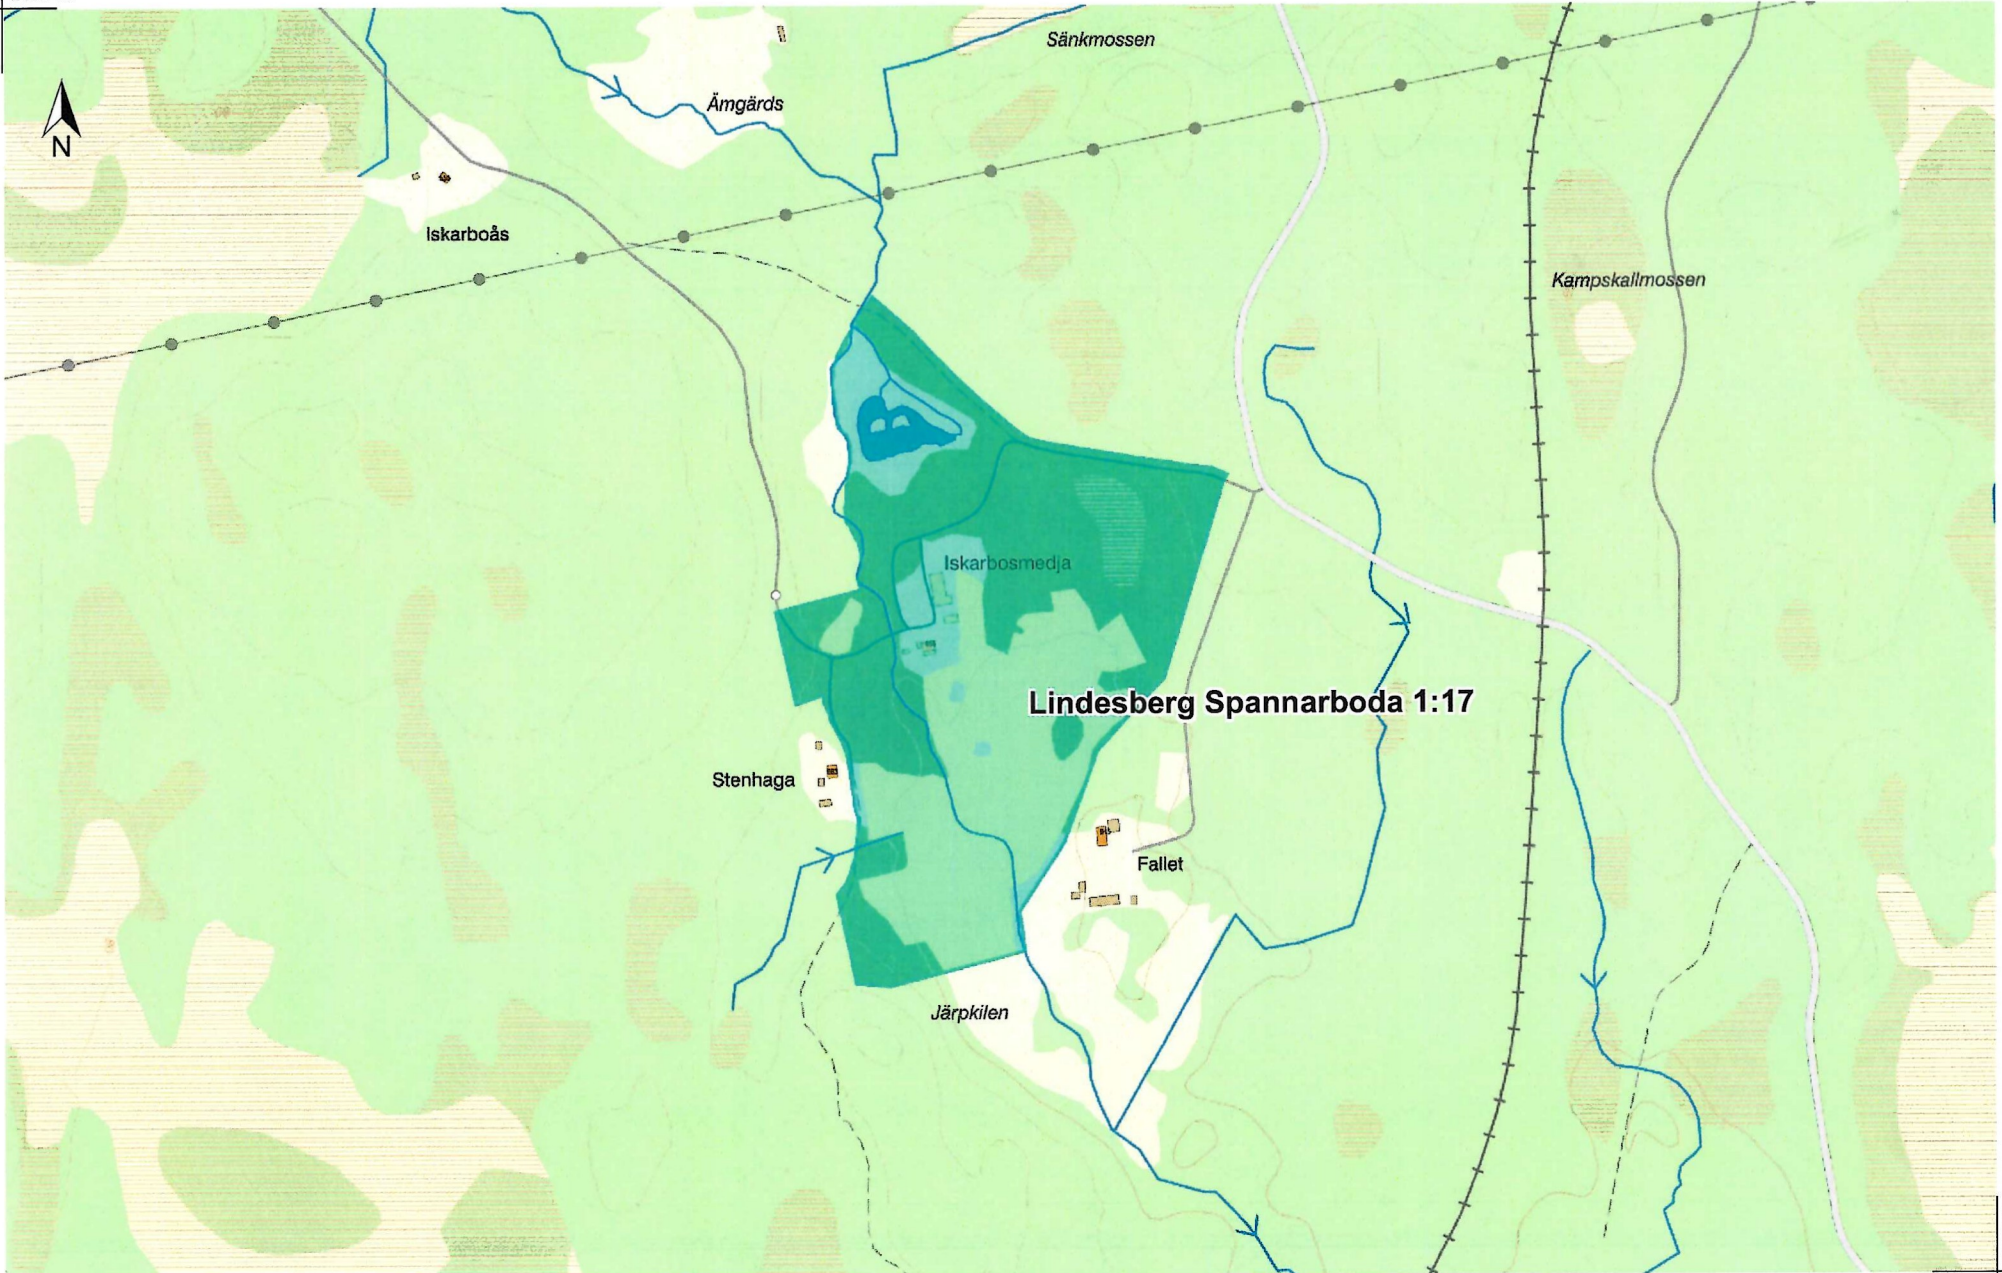 Sänkmossen
Ämgärds
N
Iskarboås
Kampskallmossen
Iskarbosmedja
Lindesberg Spannarboda 1:17
Stenhaga
Fallet
Järpkilen